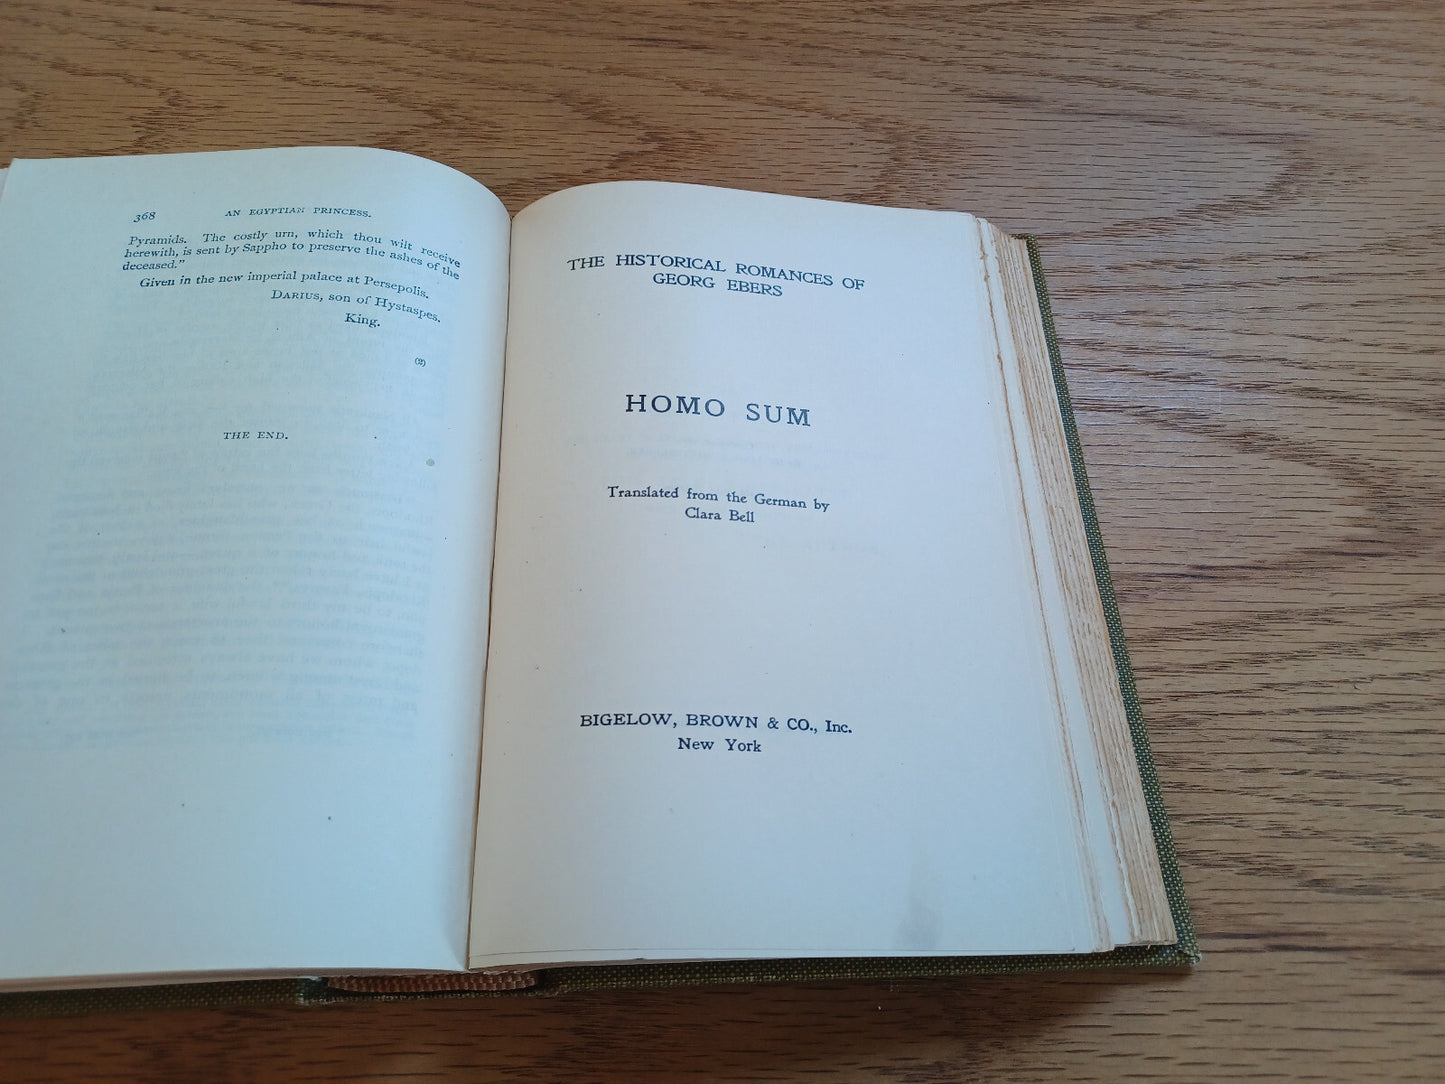 368 AN EGYPTIAN PRINCESS.
Pyramids. The costly urn, which thou wilt receive
herewith, is sent by Sappho to preserve the ashes of the
deceased."
Given in the new imperial palace at Persepolis.
DARIUS, son of Hystaspes.
King.
(2)
THE END.
THE HISTORICAL ROMANCES OF
GEORG EBERS
HOMO SUM
Translated from the German by
Clara Bell
BIGELOW, BROWN & CO., Inc.
New York